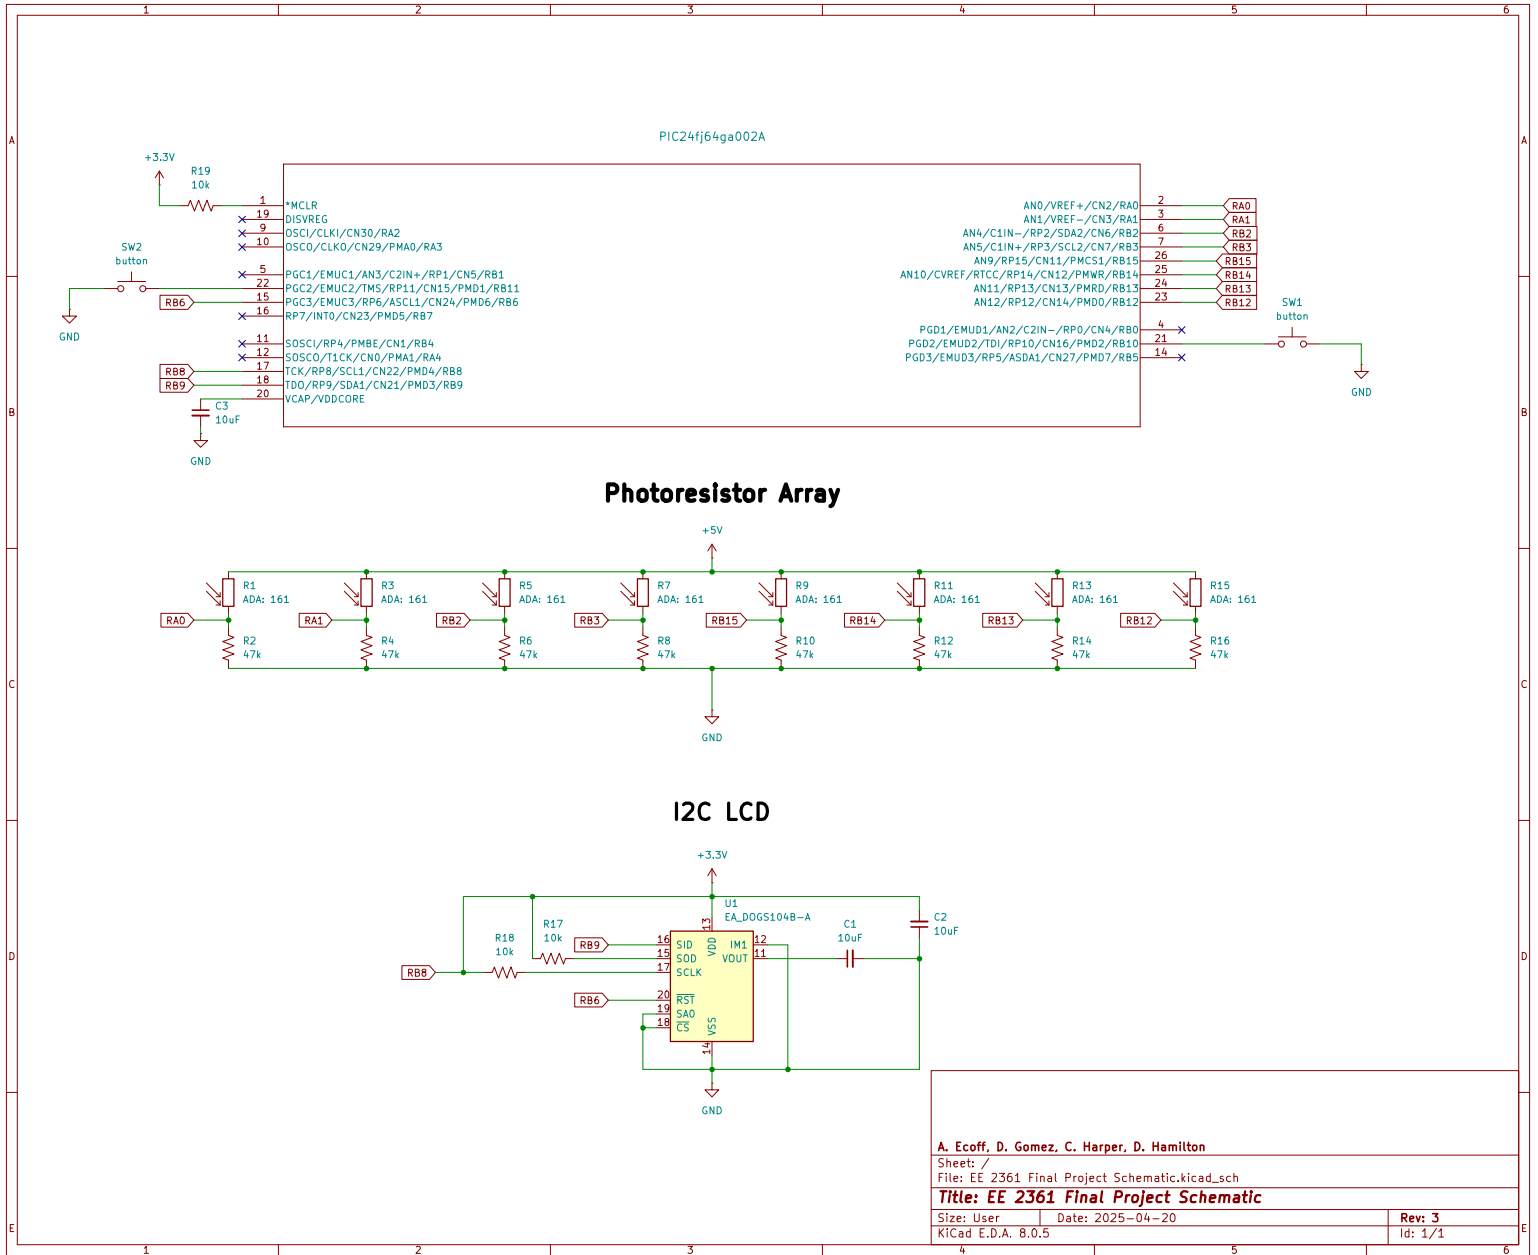 1 2 3 4 5 6
A A
PIC24fj64ga002A
+3.3V
R19
10k
1 *MCLR
19 DISVREG
9 OSCI/CLKI/CN30/RA2
10 OSCO/CLKO/CN29/PMA0/RA3
5 PGC1/EMUC1/AN3/C2IN+/RP1/CN5/RB1
22 PGC2/EMUC2/TMS/RP11/CN15/PMD1/RB11
15 PGC3/EMUC3/RP6/ASCL1/CN24/PMD6/RB6
16 RP7/INT0/CN23/PMD5/RB7
11 SOSCI/RP4/PMBE/CN1/RB4
12 SOSCO/T1CK/CN0/PMA1/RA4
17 TCK/RP8/SCL1/CN22/PMD4/RB8
18 TDO/RP9/SDA1/CN21/PMD3/RB9
20 VCAP/VDDCORE
SW2
button
GND
RB6
RB8
RB9
C3
10uF
GND
AN0/VREF+/CN2/RA0 2 RA0
AN1/VREF-/CN3/RA1 3 RA1
AN4/C1IN-/RP2/SDA2/CN6/RB2 6 RB2
AN5/C1IN+/RP3/SCL2/CN7/RB3 7 RB3
AN9/RP15/CN11/PMCS1/RB15 26 RB15
AN10/CVREF/RTCC/RP14/CN12/PMWR/RB14 25 RB14
AN11/RP13/CN13/PMRD/RB13 24 RB13
AN12/RP12/CN14/PMD0/RB12 23 RB12
PGD1/EMUD1/AN2/C2IN-/RP0/CN4/RB0 4
PGD2/EMUD2/TDI/RP10/CN16/PMD2/RB10 21
PGD3/EMUD3/RP5/ASDA1/CN27/PMD7/RB5 14
SW1
button
GND
B B
Photoresistor Array
+5V
R1 R3 R5 R7 R9 R11 R13 R15
ADA: 161 ADA: 161 ADA: 161 ADA: 161 ADA: 161 ADA: 161 ADA: 161 ADA: 161
RA0 RA1 RB2 RB3 RB15 RB14 RB13 RB12
R2 R4 R6 R8 R10 R12 R14 R16
47k 47k 47k 47k 47k 47k 47k 47k
C C
GND
I2C LCD
+3.3V
U1
EA_DOGS104B-A
R17
10k
R18
10k
RB9
RB8
RB6
16 SID
15 SOD
17 SCLK
20 RST
19 SA0
18 CS
13 VDD
14 VSS
IM1 12
VOUT 11
C1
10uF
C2
10uF
GND
D D
A. Ecoff, D. Gomez, C. Harper, D. Hamilton
Sheet: /
File: EE 2361 Final Project Schematic.kicad_sch
Title: EE 2361 Final Project Schematic
Size: User Date: 2025-04-20 Rev: 3
KiCad E.D.A. 8.0.5 Id: 1/1
E E
1 2 3 4 5 6